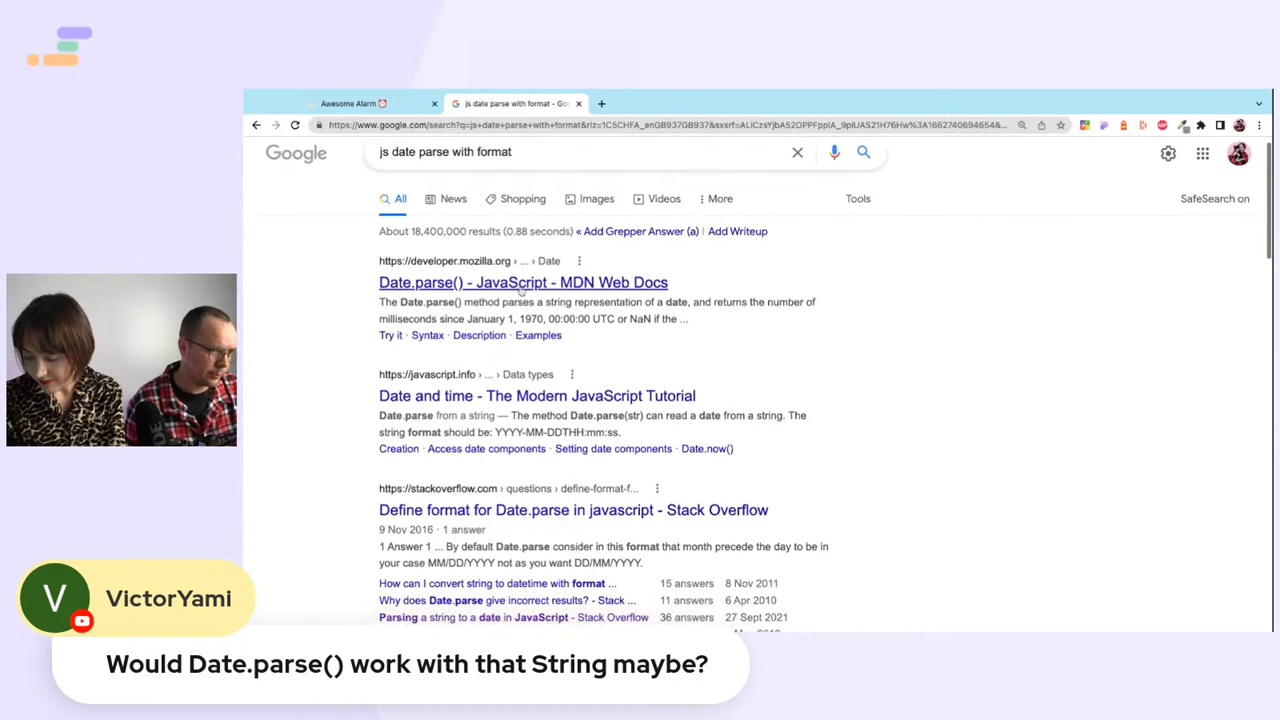 Awesome Alarm ⏰
js date parse with format - Goo
js date parse with format
Google
All
News
Shopping
Images
Videos
More
Tools
SafeSearch on
About 18,400,000 results (0.88 seconds)
« Add Grepper Answer (a)
Add Writeup
https://developer.mozilla.org › ... › Date
Date.parse() - JavaScript - MDN Web Docs
The Date.parse() method parses a string representation of a date, and returns the number of
milliseconds since January 1, 1970, 00:00:00 UTC or NaN if the ...
Try it · Syntax · Description · Examples
https://javascript.info › ... › Data types
Date and time - The Modern JavaScript Tutorial
Date.parse from a string — The method Date.parse(str) can read a date from a string. The
string format should be: YYYY-MM-DDTHH:mm:ss.
Creation · Access date components · Setting date components · Date.now()
https://stackoverflow.com › questions › define-format-f...
Define format for Date.parse in javascript - Stack Overflow
9 Nov 2016 · 1 answer
1 Answer 1 ... By default Date.parse consider in this format that month precede the day to be in
your case MM/DD/YYYY not as you want DD/MM/YYYY.
How can I convert string to datetime with format ... 15 answers 8 Nov 2011
Why does Date.parse give incorrect results? - Stack ... 11 answers 6 Apr 2010
Parsing a string to a date in JavaScript - Stack Overflow 36 answers 27 Sept 2021
V
VictorYami
Would Date.parse() work with that String maybe?